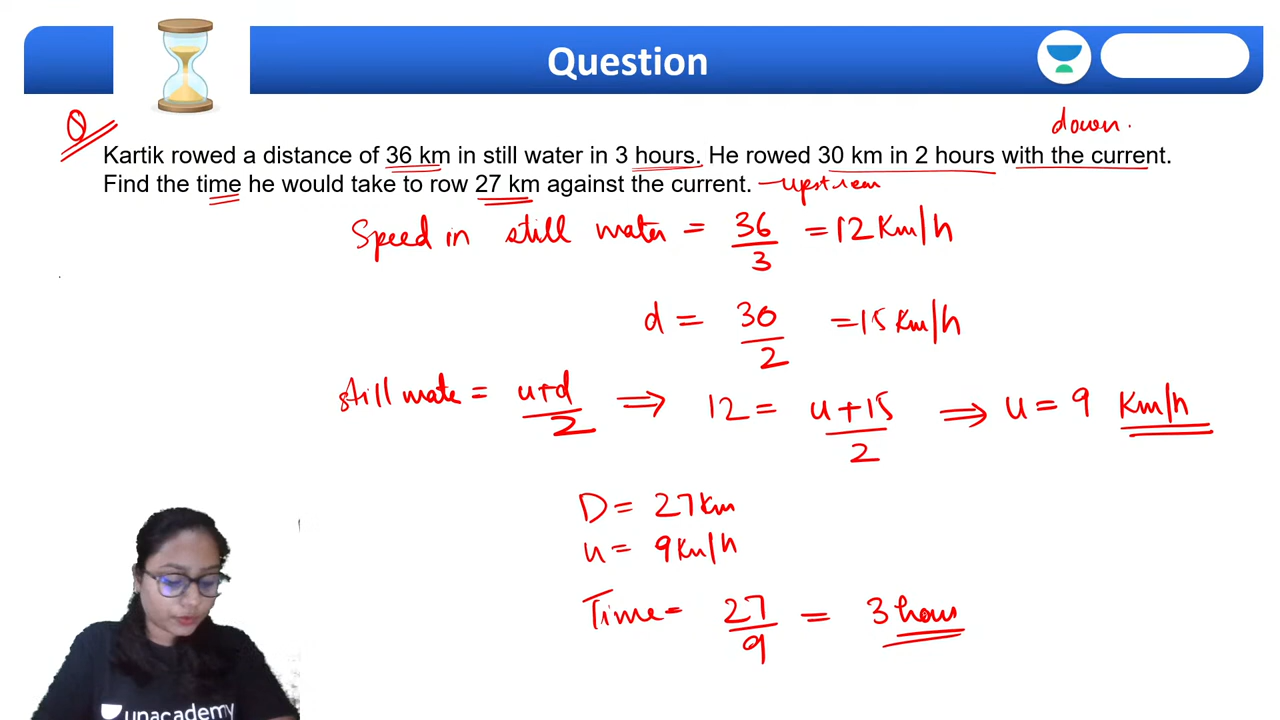 Question
Q
down.
Kartik rowed a distance of 36 km in still water in 3 hours. He rowed 30 km in 2 hours with the current.
Find the time he would take to row 27 km against the current. – upstream
Speed in still water = 36/3 = 12 Km/h
d = 30/2 = 15 Km/h
still wate = u+d/2 ⇒ 12 = u+15/2 ⇒ u = 9 Km/h
D = 27 km
u = 9 Km/h
Time = 27/9 = 3 hour
unacademy